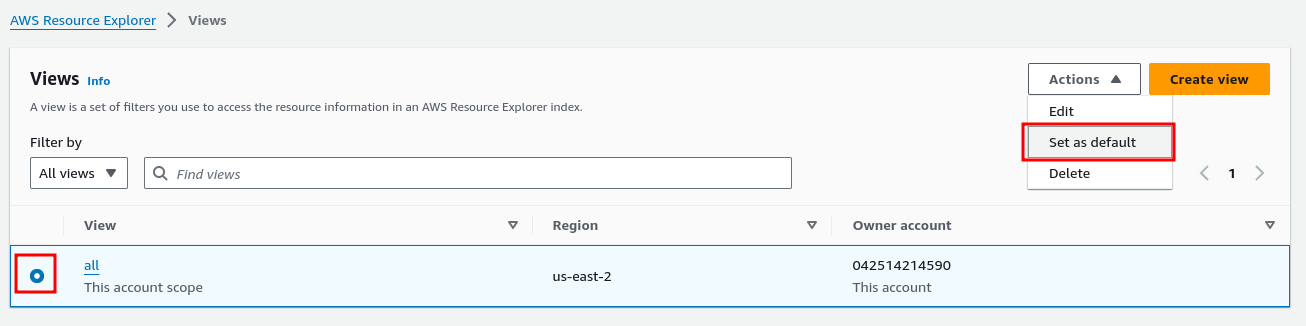 AWS Resource Explorer > Views
Views Info
Actions
Create view
A view is a set of filters you use to access the resource information in an AWS Resource Explorer index.
Edit
Set as default
Delete
Filter by
All views
Find views
1
View Region Owner account
all us-east-2 042514214590
This account scope This account